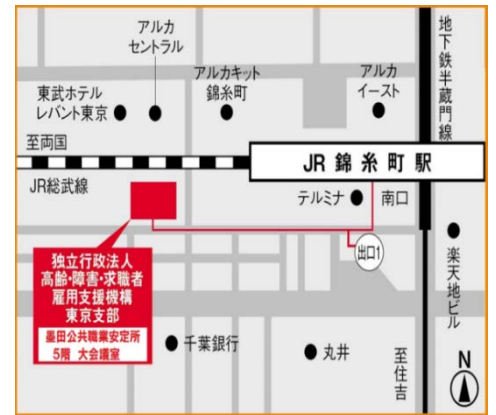 アルカ
セントラル
東武ホテル
レバント東京
アルカキット
錦糸町
アルカ
イースト
地下鉄半蔵門線
至両国
JR錦糸町駅
JR総武線
テルミナ
南口
出口1
楽天地ビル
独立行政法人
高齢・障害・求職者
雇用支援機構
東京支部
墨田公共職業安定所
5階 大会議室
千葉銀行
丸井
至住吉
N